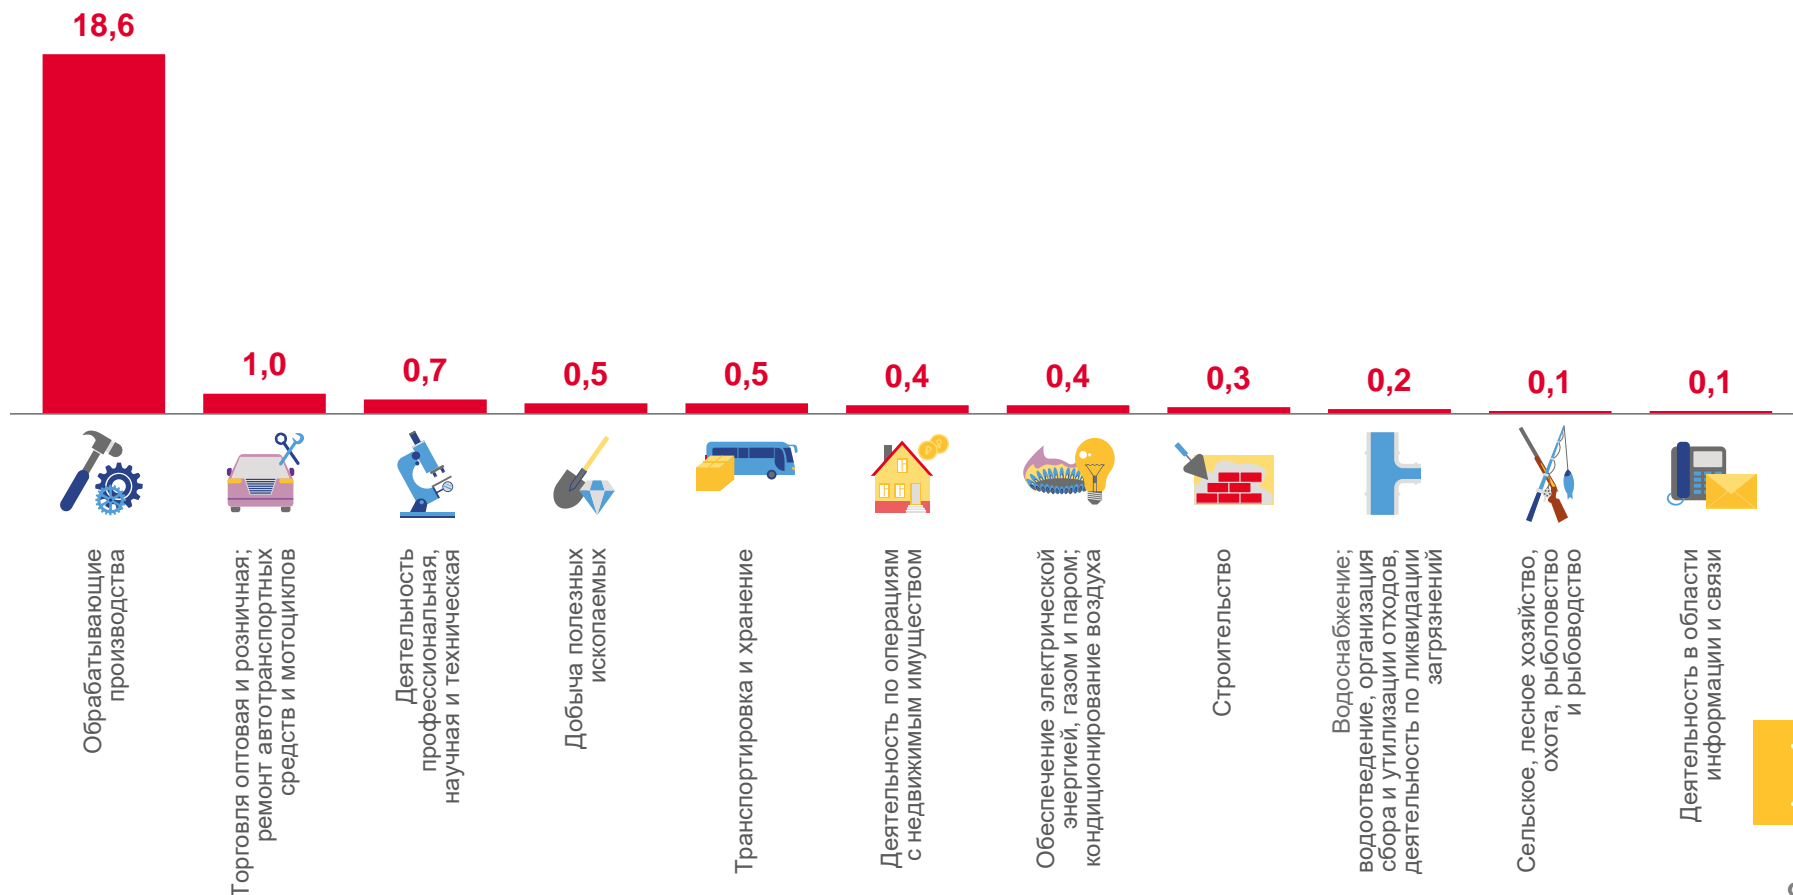 18,6
1,0
0,7
0,5
0,5
0,4
0,4
0,3
0,2
0,1
0,1
Обрабатывающие
производства
Торговля оптовая и розничная;
ремонт автотранспортных
средств и мотоциклов
Деятельность
профессиональная,
научная и техническая
Добыча полезных
ископаемых
Транспортировка и хранение
Деятельность по операциям
с недвижимым имуществом
Обеспечение электрической
энергией, газом и паром;
кондиционирование воздуха
Строительство
Водоснабжение;
водоотведение, организация
сбора и утилизации отходов,
деятельность по ликвидации
загрязнений
Сельское, лесное хозяйство,
охота, рыболовство
и рыбоводство
Деятельность в области
информации и связи